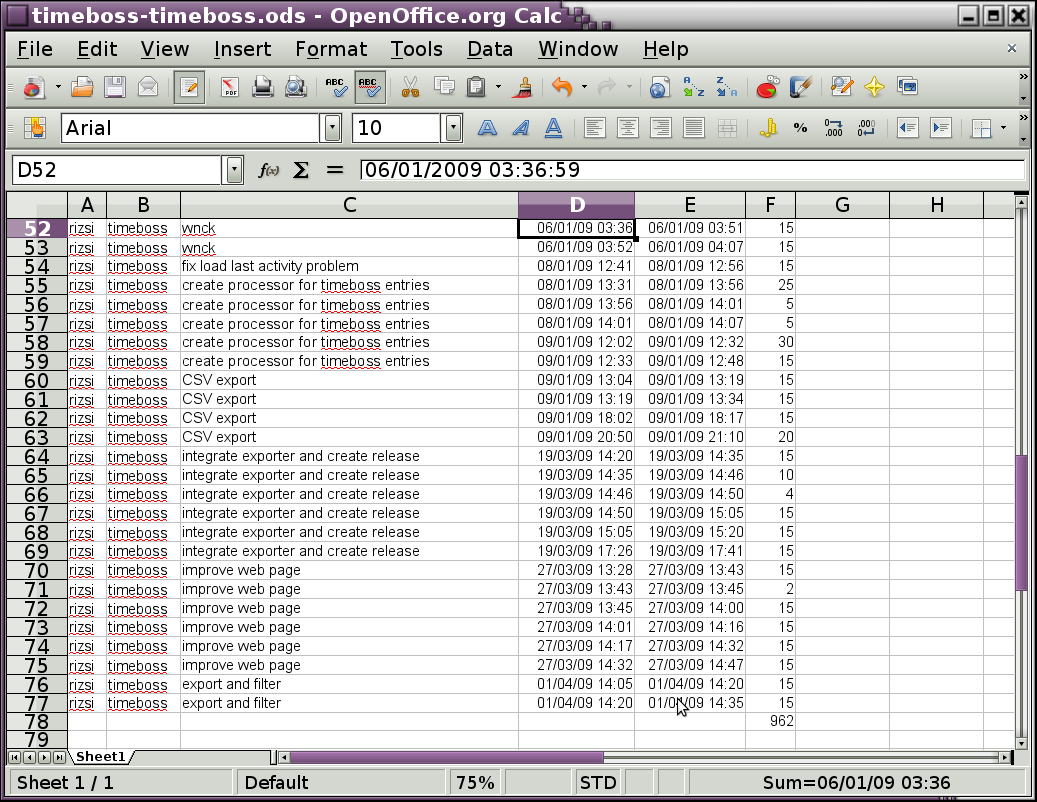 timeboss-timeboss.ods - OpenOffice.org Calc
File Edit View Insert Format Tools Data Window Help
Arial 10
D52 f(x) Σ = 06/01/2009 03:36:59
A B C D E F G H
52 rizsi timeboss wnck 06/01/09 03:36 06/01/09 03:51 15
53 rizsi timeboss wnck 06/01/09 03:52 06/01/09 04:07 15
54 rizsi timeboss fix load last activity problem 08/01/09 12:41 08/01/09 12:56 15
55 rizsi timeboss create processor for timeboss entries 08/01/09 13:31 08/01/09 13:56 25
56 rizsi timeboss create processor for timeboss entries 08/01/09 13:56 08/01/09 14:01 5
57 rizsi timeboss create processor for timeboss entries 08/01/09 14:01 08/01/09 14:07 5
58 rizsi timeboss create processor for timeboss entries 09/01/09 12:02 09/01/09 12:32 30
59 rizsi timeboss create processor for timeboss entries 09/01/09 12:33 09/01/09 12:48 15
60 rizsi timeboss CSV export 09/01/09 13:04 09/01/09 13:19 15
61 rizsi timeboss CSV export 09/01/09 13:19 09/01/09 13:34 15
62 rizsi timeboss CSV export 09/01/09 18:02 09/01/09 18:17 15
63 rizsi timeboss CSV export 09/01/09 20:50 09/01/09 21:10 20
64 rizsi timeboss integrate exporter and create release 19/03/09 14:20 19/03/09 14:35 15
65 rizsi timeboss integrate exporter and create release 19/03/09 14:35 19/03/09 14:46 10
66 rizsi timeboss integrate exporter and create release 19/03/09 14:46 19/03/09 14:50 4
67 rizsi timeboss integrate exporter and create release 19/03/09 14:50 19/03/09 15:05 15
68 rizsi timeboss integrate exporter and create release 19/03/09 15:05 19/03/09 15:20 15
69 rizsi timeboss integrate exporter and create release 19/03/09 17:26 19/03/09 17:41 15
70 rizsi timeboss improve web page 27/03/09 13:28 27/03/09 13:43 15
71 rizsi timeboss improve web page 27/03/09 13:43 27/03/09 13:45 2
72 rizsi timeboss improve web page 27/03/09 13:45 27/03/09 14:00 15
73 rizsi timeboss improve web page 27/03/09 14:01 27/03/09 14:16 15
74 rizsi timeboss improve web page 27/03/09 14:17 27/03/09 14:32 15
75 rizsi timeboss improve web page 27/03/09 14:32 27/03/09 14:47 15
76 rizsi timeboss export and filter 01/04/09 14:05 01/04/09 14:20 15
77 rizsi timeboss export and filter 01/04/09 14:20 01/04/09 14:35 15
78 962
79
Sheet1
Sheet 1 / 1 Default 75% STD Sum=06/01/09 03:36